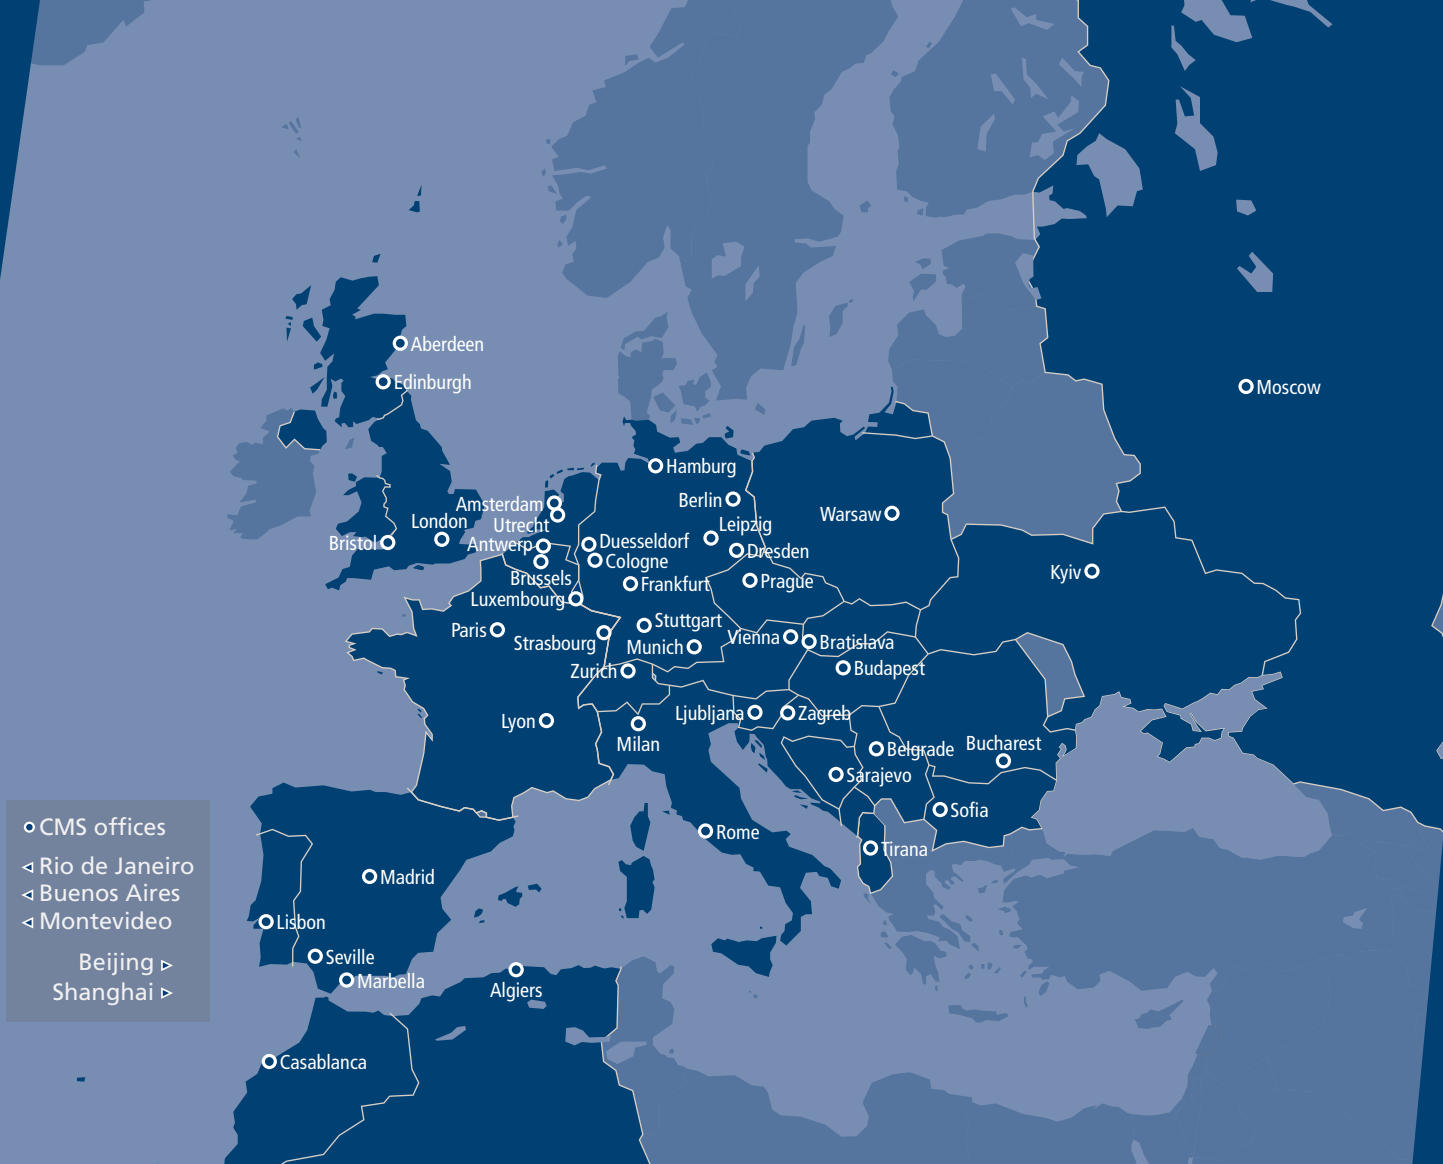 Aberdeen
Edinburgh
Moscow
Hamburg
Berlin
Amsterdam
Warsaw
London
Utrecht
Leipzig
Bristol
Antwerp
Duesseldorf
Dresden
Cologne
Kyiv
Brussels
Frankfurt
Prague
Luxembourg
Paris
Strasbourg
Stuttgart
Munich
Vienna
Bratislava
Zurich
Budapest
Lyon
Ljubljana
Zagreb
Milan
Belgrade
Bucharest
Sarajevo
Sofia
CMS offices
Rome
Tirana
Rio de Janeiro
Madrid
Buenos Aires
Montevideo
Lisbon
Seville
Beijing
Marbella
Shanghai
Algiers
Casablanca